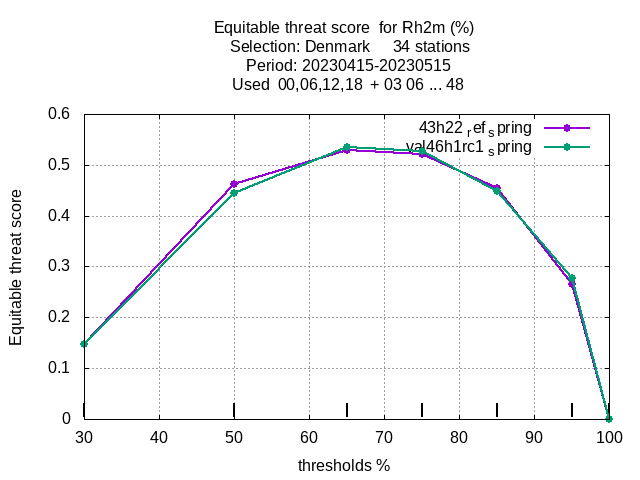 Equitable threat score for Rh2m (%)
Selection: Denmark 34 stations
Period: 20230415-20230515
Used 00,06,12,18 + 03 06 ... 48
43h22 ref spring
val46h1rc1 spring
Equitable threat score
0.6
0.5
0.4
0.3
0.2
0.1
0
30 40 50 60 70 80 90 100
thresholds %